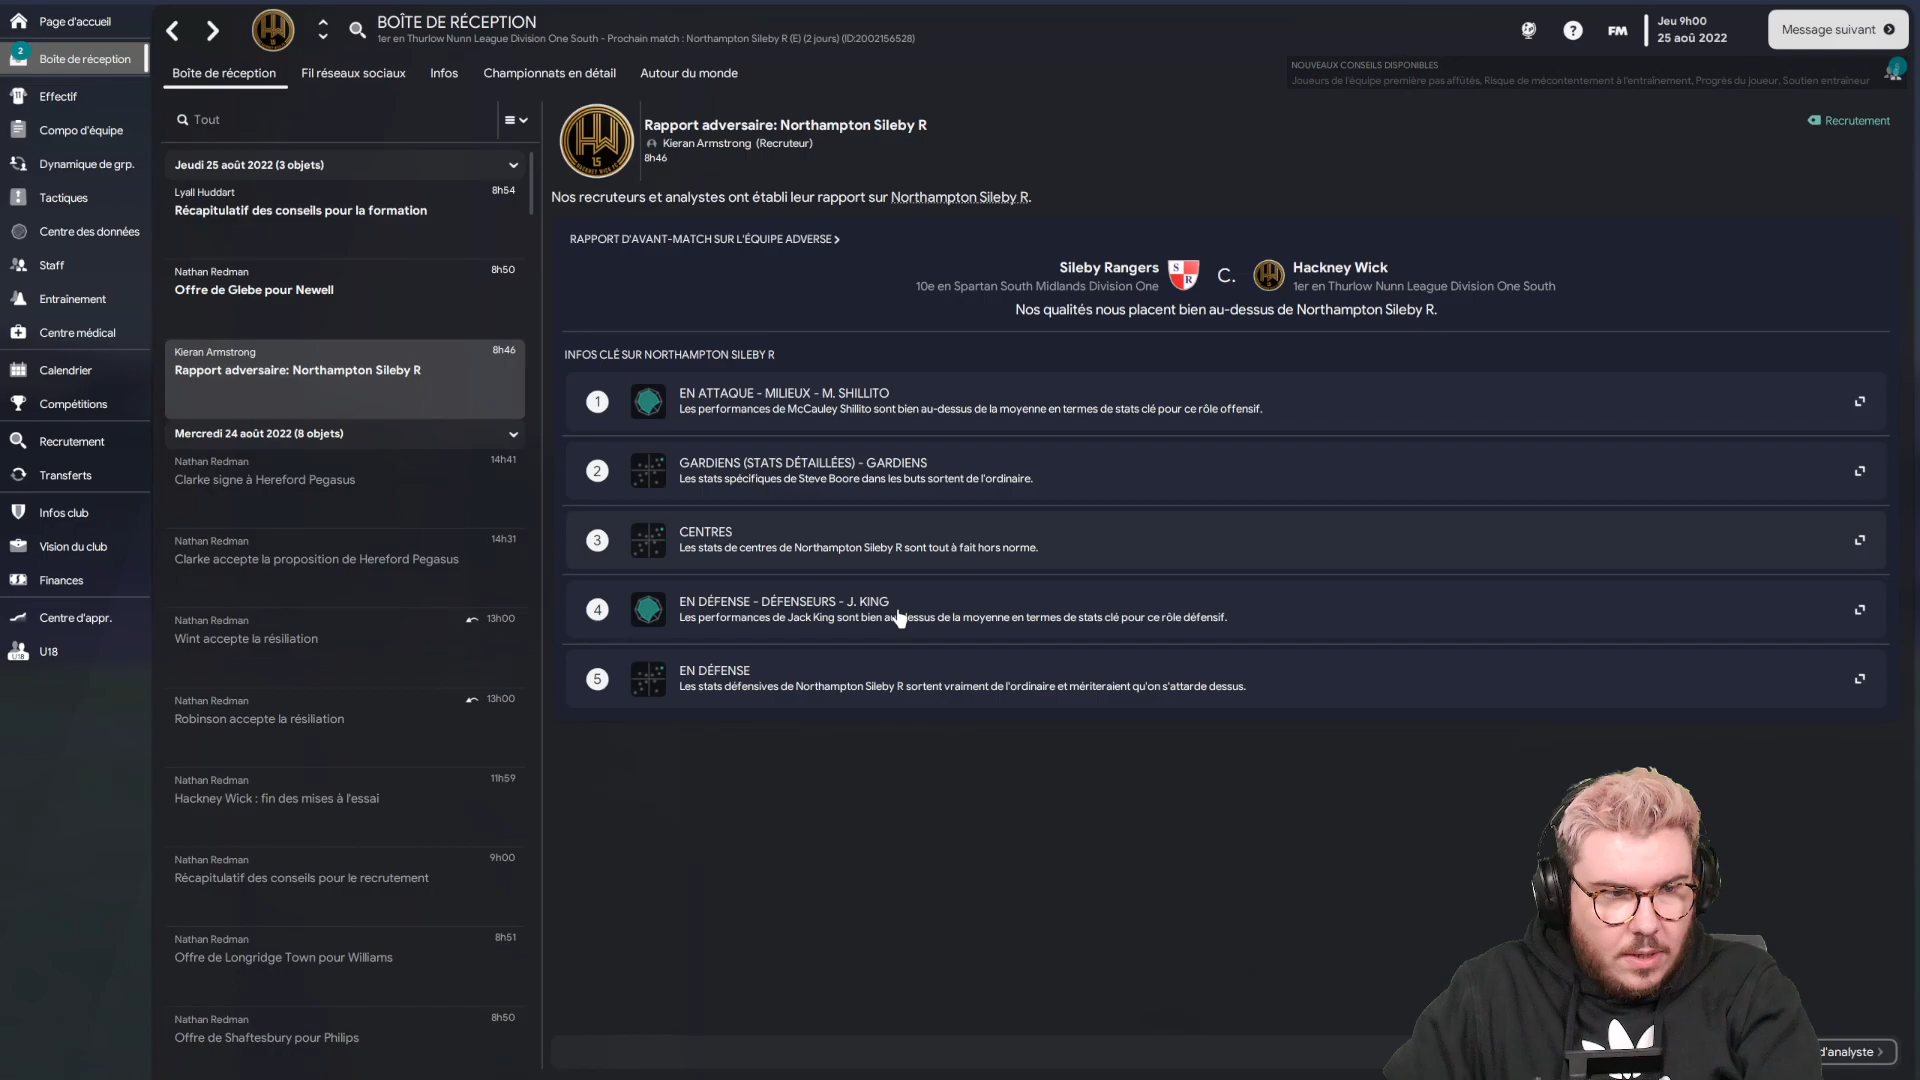 Page d'accueil
2
Boîte de réception
Effectif
Compo d'équipe
Dynamique de grp.
Tactiques
Centre des données
Staff
Entraînement
Centre médical
Calendrier
Compétitions
Recrutement
Transferts
Infos club
Vision du club
Finances
Centre d'appr.
U18
BOÎTE DE RÉCEPTION
1er en Thurlow Nunn League Division One South - Prochain match : Northampton Sileby R (E) (2 jours) (ID:2002156528)
FM
Jeu 9h00
25 aoû 2022
Message suivant
Boîte de réception
Fil réseaux sociaux
Infos
Championnats en détail
Autour du monde
NOUVEAUX CONSEILS DISPONIBLES
Joueurs de l'équipe première pas affûtés, Risque de mécontentement à l'entraînement, Progrès du joueur, Soutien entraîneur
Tout
Jeudi 25 août 2022 (3 objets)
Lyall Huddart 8h54
Récapitulatif des conseils pour la formation
Nathan Redman 8h50
Offre de Glebe pour Newell
Kieran Armstrong 8h46
Rapport adversaire: Northampton Sileby R
Mercredi 24 août 2022 (8 objets)
Nathan Redman 14h41
Clarke signe à Hereford Pegasus
Nathan Redman 14h31
Clarke accepte la proposition de Hereford Pegasus
Nathan Redman 13h00
Wint accepte la résiliation
Nathan Redman 13h00
Robinson accepte la résiliation
Nathan Redman 11h59
Hackney Wick : fin des mises à l'essai
Nathan Redman 9h00
Récapitulatif des conseils pour le recrutement
Nathan Redman 8h51
Offre de Longridge Town pour Williams
Nathan Redman 8h50
Offre de Shaftesbury pour Philips
Rapport adversaire: Northampton Sileby R
Kieran Armstrong (Recruteur)
8h46
Recrutement
Nos recruteurs et analystes ont établi leur rapport sur Northampton Sileby R.
RAPPORT D'AVANT-MATCH SUR L'ÉQUIPE ADVERSE
Sileby Rangers
10e en Spartan South Midlands Division One
C.
Hackney Wick
1er en Thurlow Nunn League Division One South
Nos qualités nous placent bien au-dessus de Northampton Sileby R.
INFOS CLÉ SUR NORTHAMPTON SILEBY R
1
EN ATTAQUE - MILIEUX - M. SHILLITO
Les performances de McCauley Shillito sont bien au-dessus de la moyenne en termes de stats clé pour ce rôle offensif.
2
GARDIENS (STATS DÉTAILLÉES) - GARDIENS
Les stats spécifiques de Steve Boore dans les buts sortent de l'ordinaire.
3
CENTRES
Les stats de centres de Northampton Sileby R sont tout à fait hors norme.
4
EN DÉFENSE - DÉFENSEURS - J. KING
Les performances de Jack King sont bien au-dessus de la moyenne en termes de stats clé pour ce rôle défensif.
5
EN DÉFENSE
Les stats défensives de Northampton Sileby R sortent vraiment de l'ordinaire et mériteraient qu'on s'attarde dessus.
d'analyste